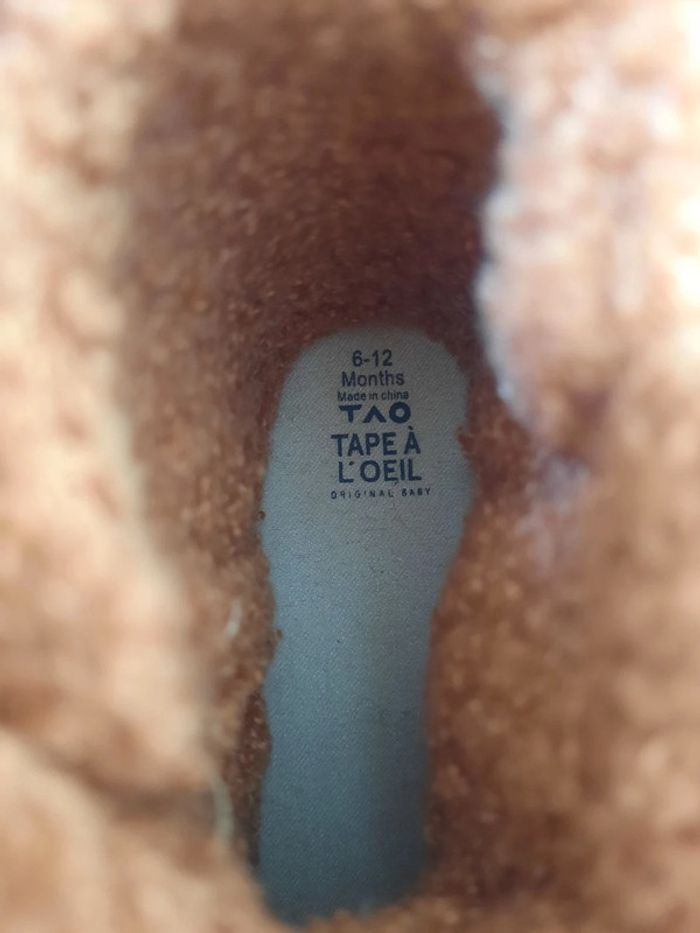 6-12
Months
Made in china
TAO
TAPE À
L'OEIL
ORIGINAL BABY